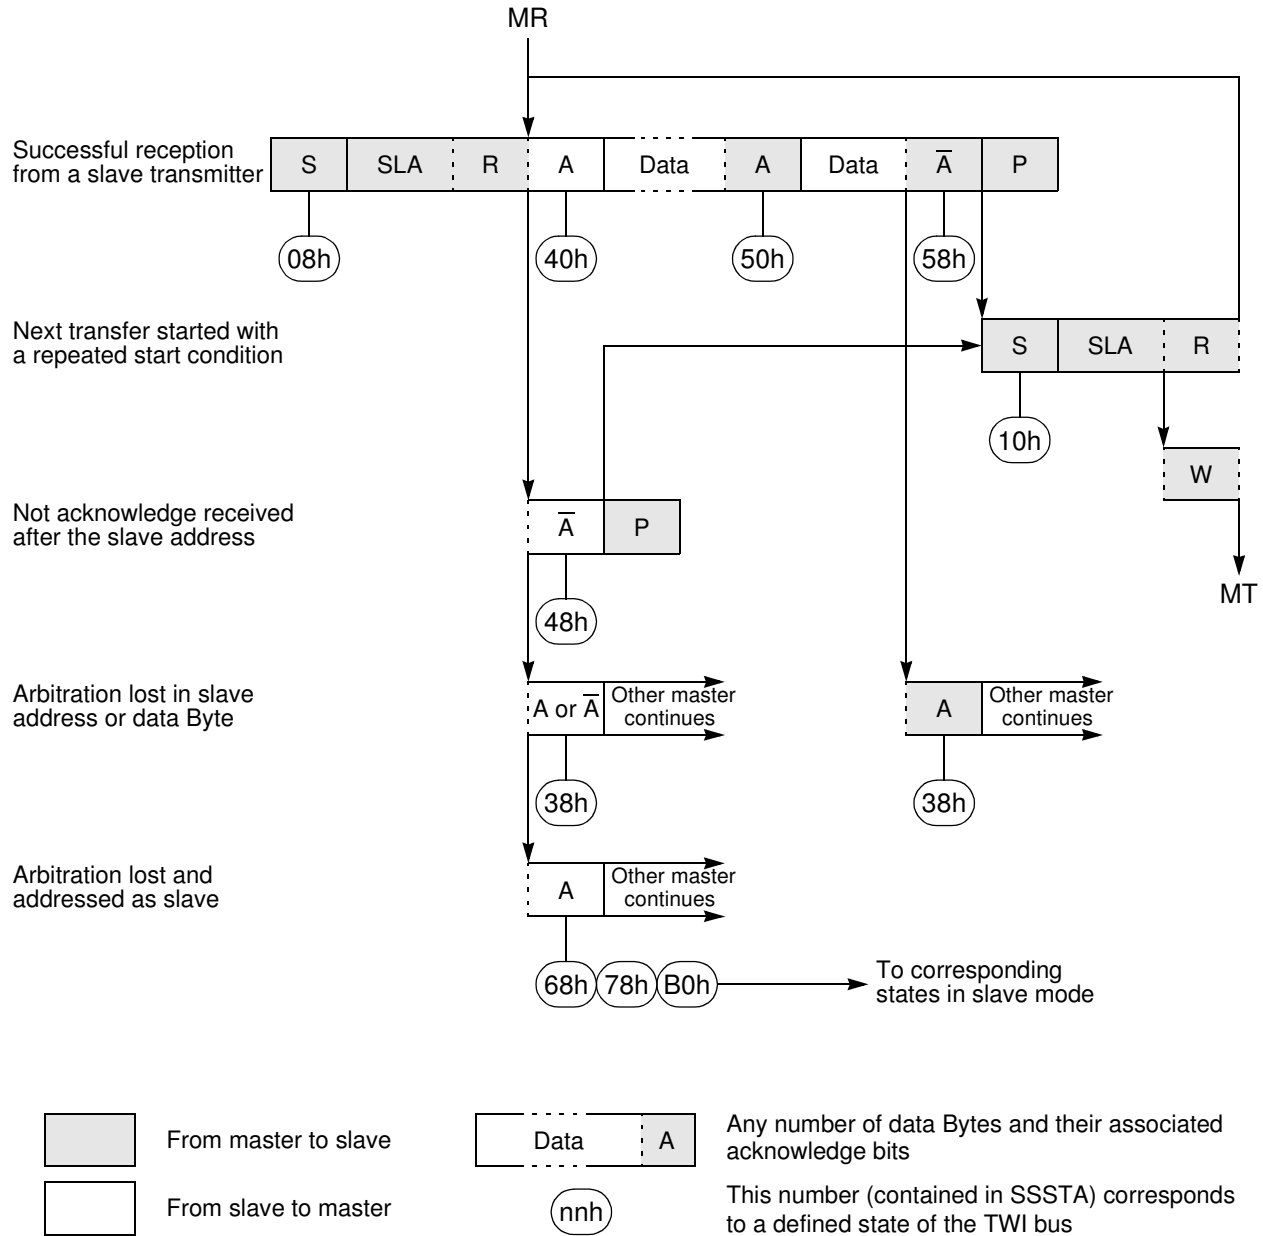 MR
Successful reception
from a slave transmitter
S SLA R A Data A Data A̅ P
08h 40h 50h 58h
Next transfer started with
a repeated start condition
S SLA R
10h
W
MT
Not acknowledge received
after the slave address
A̅ P
48h
Arbitration lost in slave
address or data Byte
A or A̅ Other master
continues
A Other master
continues
38h 38h
Arbitration lost and
addressed as slave
A Other master
continues
68h 78h B0h
To corresponding
states in slave mode
From master to slave
Data A
Any number of data Bytes and their associated
acknowledge bits
From slave to master
nnh
This number (contained in SSSTA) corresponds
to a defined state of the TWI bus